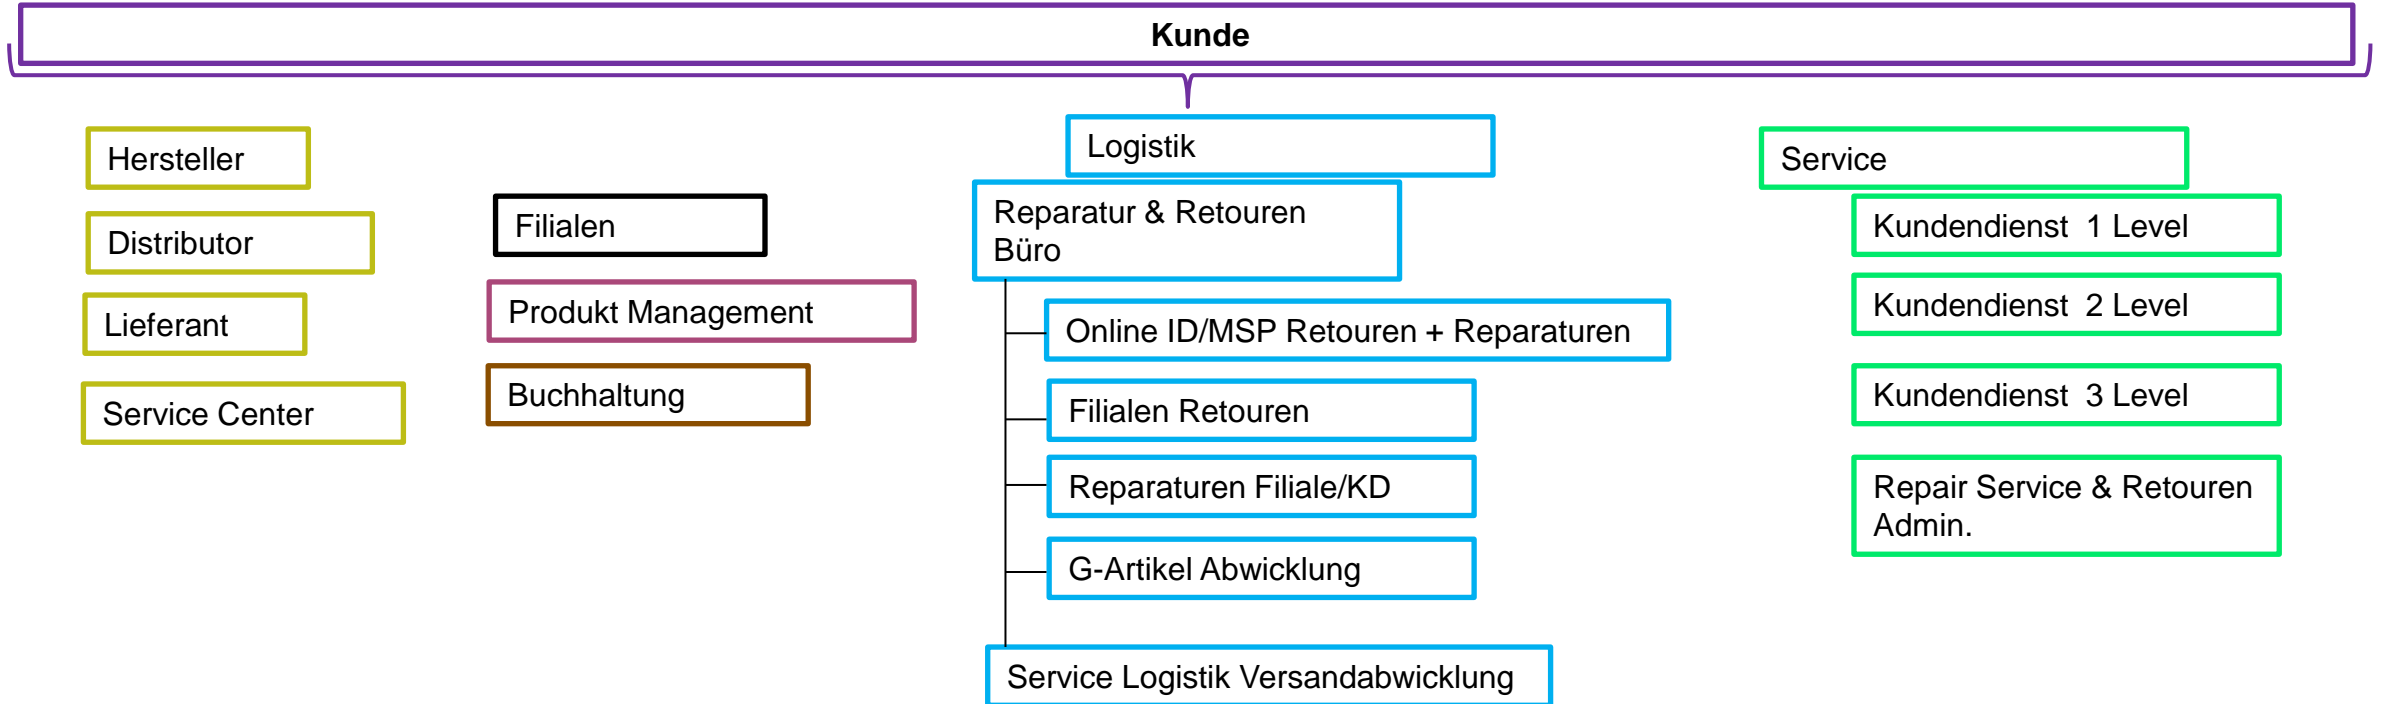 Kunde
Hersteller
Distributor
Lieferant
Service Center
Filialen
Produkt Management
Buchhaltung
Logistik
Reparatur & Retouren
Büro
Online ID/MSP Retouren + Reparaturen
Filialen Retouren
Reparaturen Filiale/KD
G-Artikel Abwicklung
Service Logistik Versandabwicklung
Service
Kundendienst  1 Level
Kundendienst  2 Level
Kundendienst  3 Level
Repair Service & Retouren
Admin.